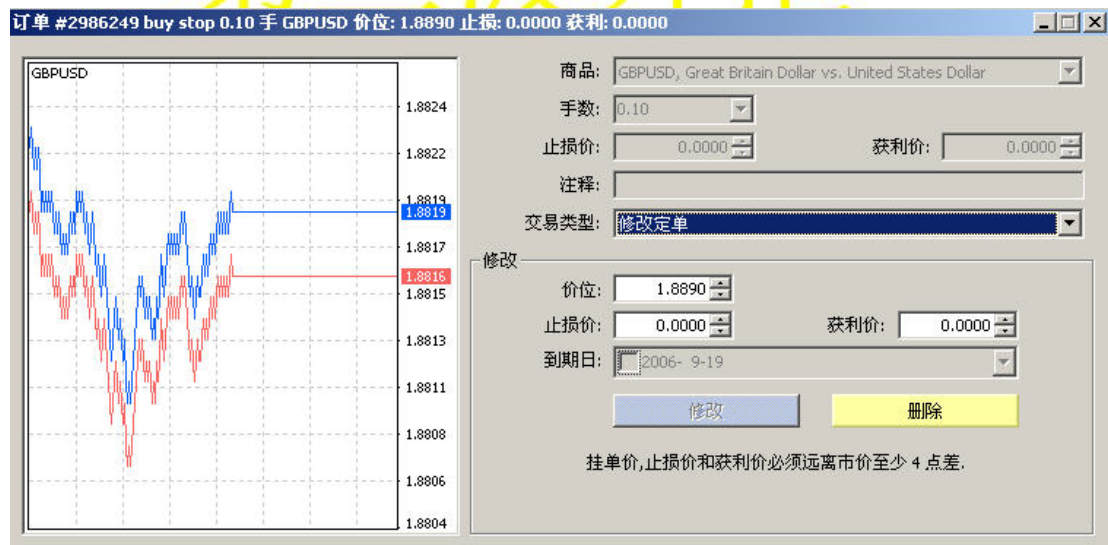 订单 #2986249 buy stop 0.10 手 GBPUSD 价位: 1.8890 止损: 0.0000 获利: 0.0000
GBPUSD
1.8824
1.8822
1.8819
1.8819
1.8817
1.8816
1.8815
1.8813
1.8811
1.8808
1.8806
1.8804
商品: GBPUSD, Great Britain Dollar vs. United States Dollar
手数: 0.10
止损价: 0.0000 获利价: 0.0000
注释:
交易类型: 修改定单
修改
价位: 1.8890
止损价: 0.0000 获利价: 0.0000
到期日: 2006- 9-19
修改 删除
挂单价,止损价和获利价必须远离市价至少 4 点差.